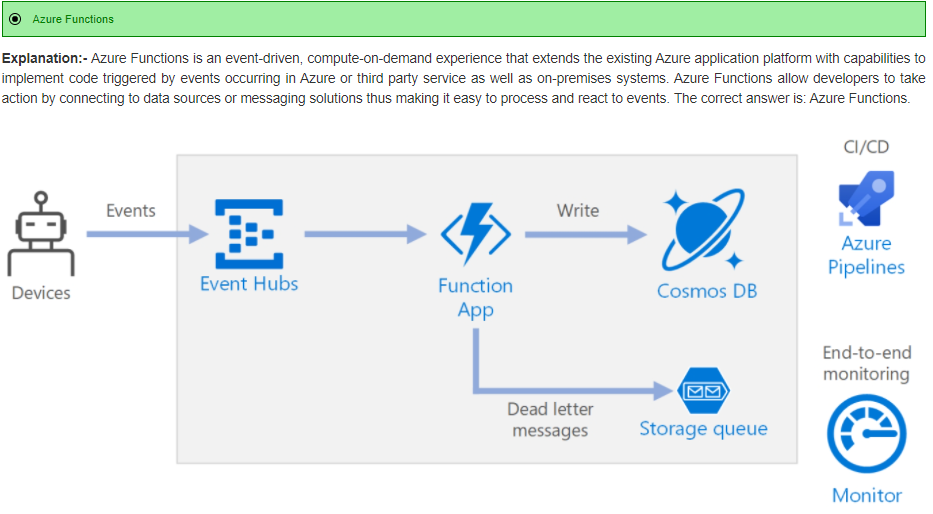 Azure Functions
Explanation:- Azure Functions is an event-driven, compute-on-demand experience that extends the existing Azure application platform with capabilities to
implement code triggered by events occurring in Azure or third party service as well as on-premises systems. Azure Functions allow developers to take
action by connecting to data sources or messaging solutions thus making it easy to process and react to events. The correct answer is: Azure Functions.
CI/CD
Azure
Pipelines
Events
Write
Devices
Event Hubs
Function
App
Cosmos DB
Dead letter
messages
Storage queue
End-to-end
monitoring
Monitor